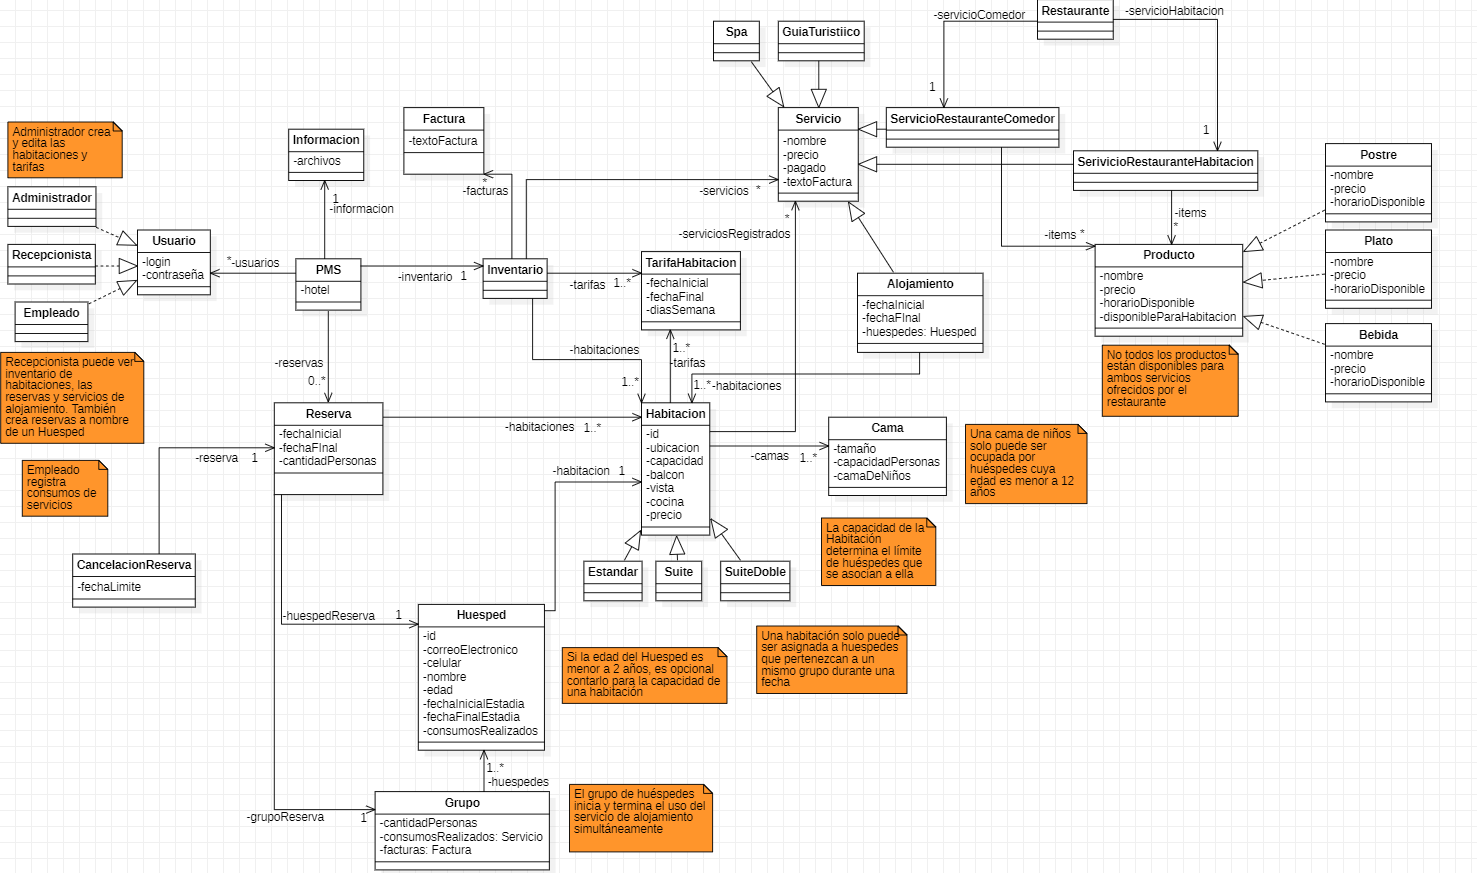 Restaurante
-servicioComedor
-servicioHabitacion
1
1
Spa
GuiaTuristiico
Servicio
-nombre
-precio
-pagado
-textoFactura
ServicioRestauranteComedor
SerivicioRestauranteHabitacion
-items
*
-items *
Postre
-nombre
-precio
-horarioDisponible
Plato
-nombre
-precio
-horarioDisponible
Bebida
-nombre
-precio
-horarioDisponible
Producto
-nombre
-precio
-horarioDisponible
-disponibleParaHabitacion
No todos los productos
están disponibles para
ambos servicios
ofrecidos por el
restaurante
Factura
-textoFactura
*
-facturas
-servicios *
*
-serviciosRegistrados
Informacion
-archivos
1
-informacion
Administrador crea
y edita las
habitaciones y
tarifas
Administrador
Recepcionista
Empleado
Usuario
-login
-contraseña
*-usuarios
PMS
-hotel
-inventario 1
Inventario
-tarifas 1..*
TarifaHabitacion
-fechaInicial
-fechaFinal
-diasSemana
Alojamiento
-fechaInicial
-fechaFInal
-huespedes: Huesped
-habitaciones
1..*
1..*
-tarifas
1..*-habitaciones
-reservas
0..*
Recepcionista puede ver
inventario de
habitaciones, las
reservas y servicios de
alojamiento. También
crea reservas a nombre
de un Huesped
Empleado
registra
consumos de
servicios
Reserva
-fechaInicial
-fechaFInal
-cantidadPersonas
-reserva 1
-habitaciones 1..*
-habitacion 1
Habitacion
-id
-ubicacion
-capacidad
-balcon
-vista
-cocina
-precio
-camas 1..*
Cama
-tamaño
-capacidadPersonas
-camaDeNiños
Una cama de niños
solo puede ser
ocupada por
huéspedes cuya
edad es menor a 12
años
La capacidad de la
Habitación
determina el límite
de huéspedes que
se asocian a ella
CancelacionReserva
-fechaLimite
Estandar
Suite
SuiteDoble
-huespedReserva 1
Huesped
-id
-correoElectronico
-celular
-nombre
-edad
-fechaInicialEstadia
-fechaFinalEstadia
-consumosRealizados
Si la edad del Huesped es
menor a 2 años, es opcional
contarlo para la capacidad de
una habitación
Una habitación solo puede
ser asignada a huespedes
que pertenezcan a un
mismo grupo durante una
fecha
1..*
-huespedes
-grupoReserva 1
Grupo
-cantidadPersonas
-consumosRealizados: Servicio
-facturas: Factura
El grupo de huéspedes
inicia y termina el uso del
servicio de alojamiento
simultáneamente